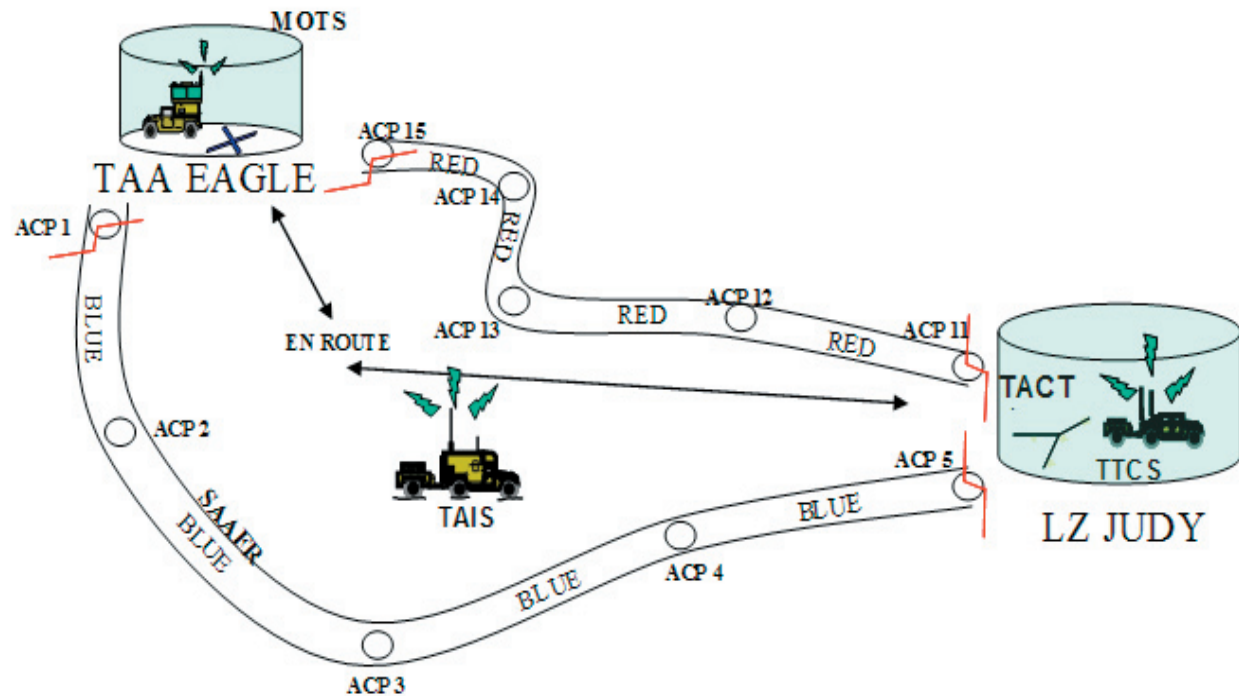 MOTS
TAA EAGLE
ACP 15
RED
ACP 14
RED
ACP 1
BLUE
EN ROUTE
ACP 13
RED
ACP 12
RED
ACP 11
TACT
TTCS
LZ JUDY
ACP 2
SAAFR
BLUE
TAIS
ACP 5
BLUE
ACP 4
BLUE
ACP 3